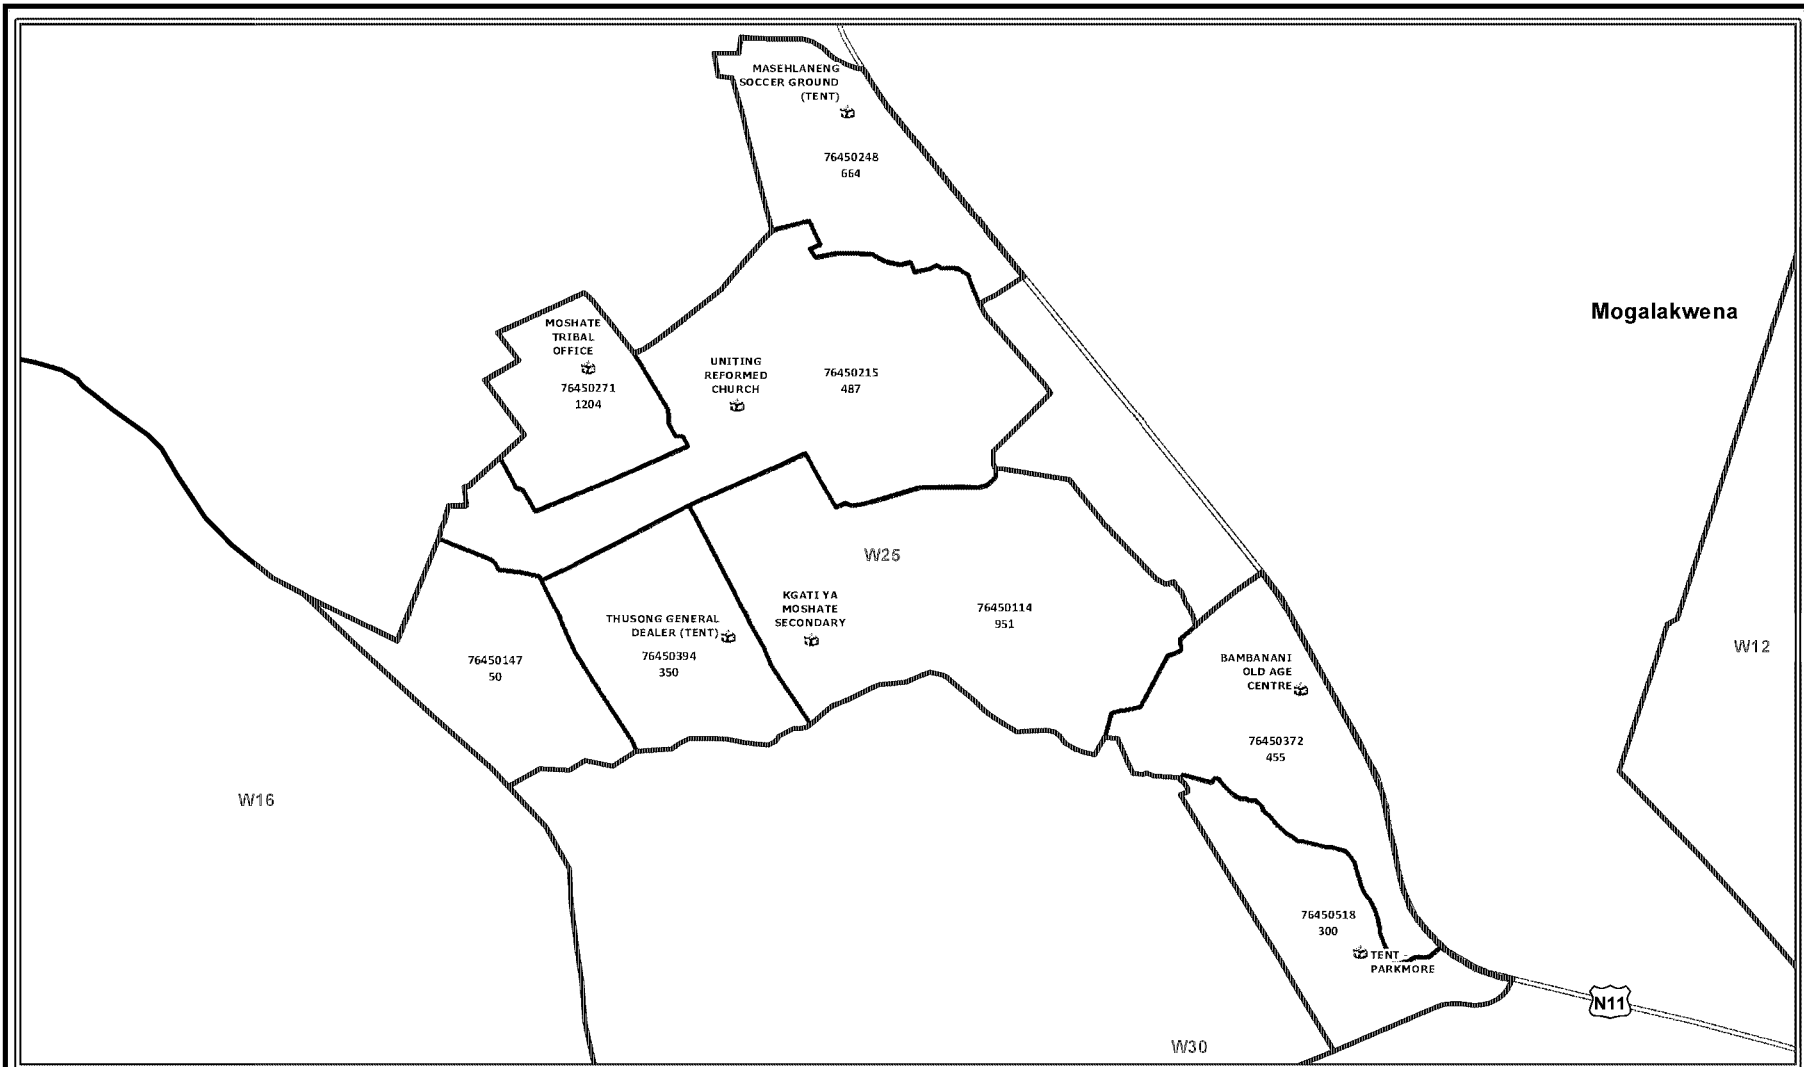 MASEHLANENG
SOCCER GROUND
(TENT)
76450248
664
Mogalakwena
MOSHATE
TRIBAL
OFFICE
76450271
1204
UNITING
REFORMED
CHURCH
76450215
487
W25
KGATI YA
MOSHATE
SECONDARY
76450114
951
THUSONG GENERAL
DEALER (TENT)
76450394
350
76450147
50
BAMBANANI
OLD AGE
CENTRE
76450372
455
W12
W16
76450518
300
TENT -
PARKMORE
N11
W30